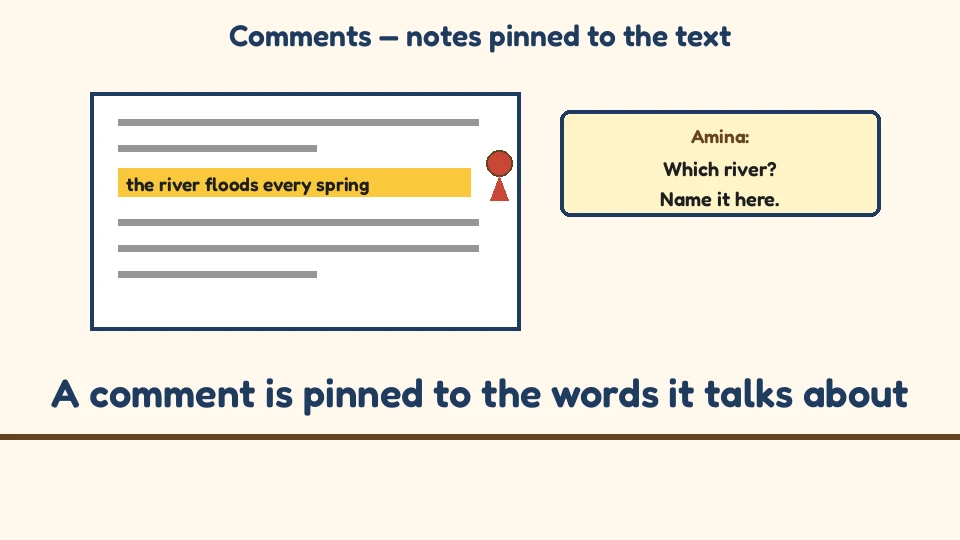 Comments — notes pinned to the text
the river floods every spring
Amina:
Which river?
Name it here.
A comment is pinned to the words it talks about